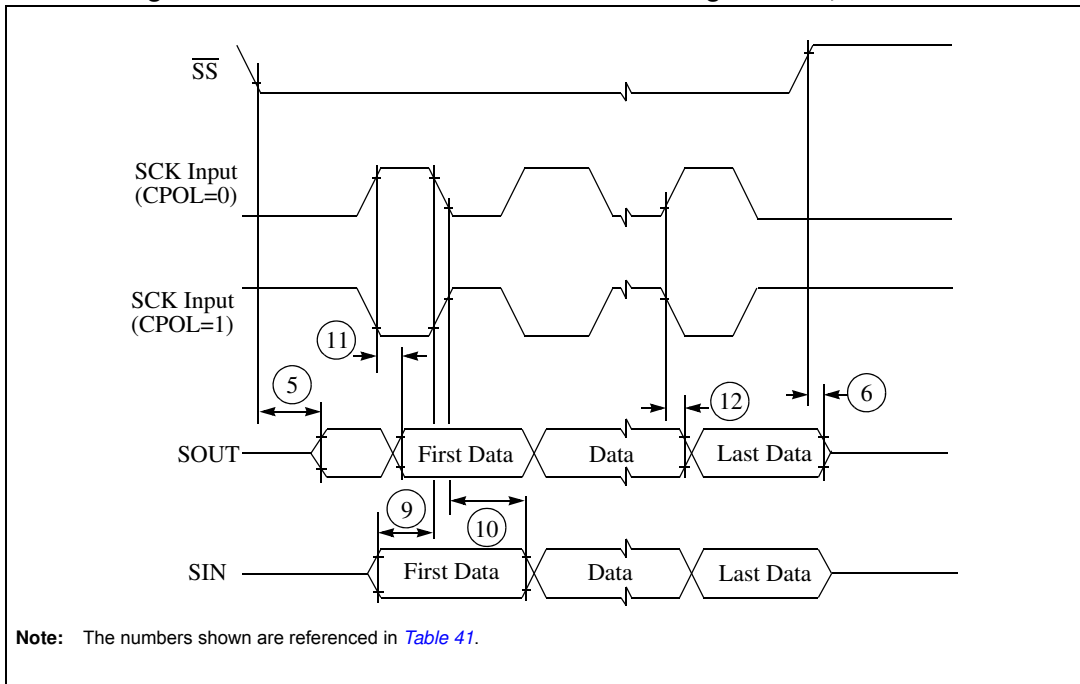 SS
SCK Input
(CPOL=0)
SCK Input
(CPOL=1)
11
5
12
6
SOUT
First Data
Data
Last Data
9
10
SIN
First Data
Data
Last Data
Note: The numbers shown are referenced in Table 41.